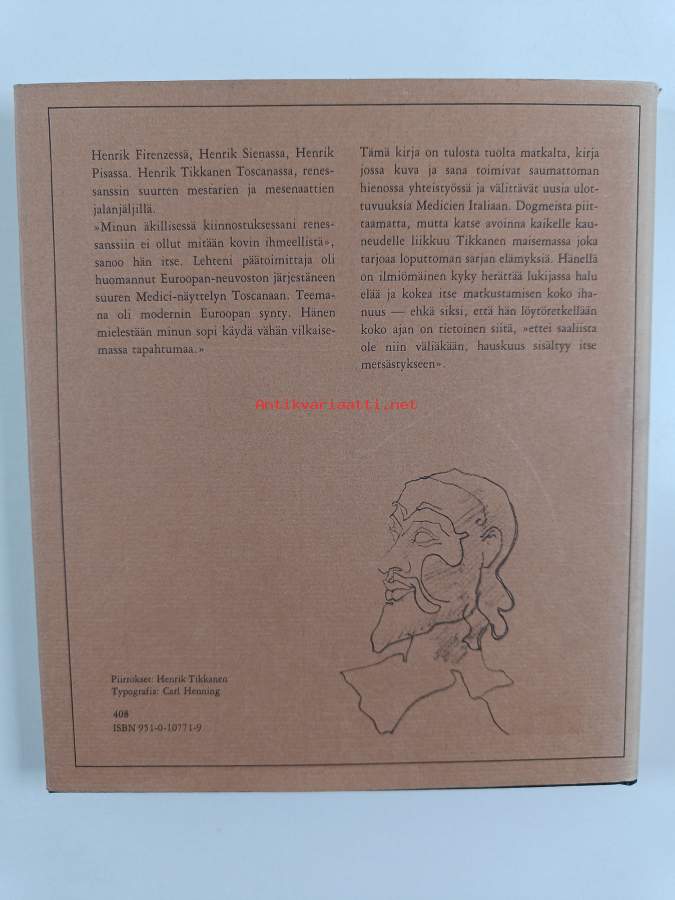 Henrik Firenzessä, Henrik Sienassa, Henrik
Pisassa. Henrik Tikkanen Toscanassa, renes-
sanssin suurten mestarien ja mesenaattien
jalanjäljillä.
»Minun äkillisessä kiinnostuksessani renes-
sanssiin ei ollut mitään kovin ihmeellistä»,
sanoo hän itse. Lehteni päätoimittaja oli
huomannut Euroopan-neuvoston järjestäneen
suuren Medici-näyttelyn Toscanaan. Teema-
na oli modernin Euroopan synty. Hänen
mielestään minun sopi käydä vähän vilkaise-
massa tapahtumaa.»
Tämä kirja on tulosta tuolta matkalta, kirja
jossa kuva ja sana toimivat saumattoman
hienossa yhteistyössä ja välittävät uusia ulot-
tuvuuksia Medicien Italiaan. Dogmeista piit-
taamatta, mutta katse avoinna kaikelle kau-
neudelle liikkuu Tikkanen maisemassa joka
tarjoaa loputtoman sarjan elämyksiä. Hänellä
on ilmiömäinen kyky herättää lukijassa halu
elää ja kokea itse matkustamisen koko iha-
nuus — ehkä siksi, että hän löytöretkellään
koko ajan on tietoinen siitä, »ettei saaliista
ole niin väliäkään, hauskuus sisältyy itse
metsästykseen».
Antikvariaatti.net
Piirrokset: Henrik Tikkanen
Typografia: Carl Henning
408
ISBN 951-0-10771-9